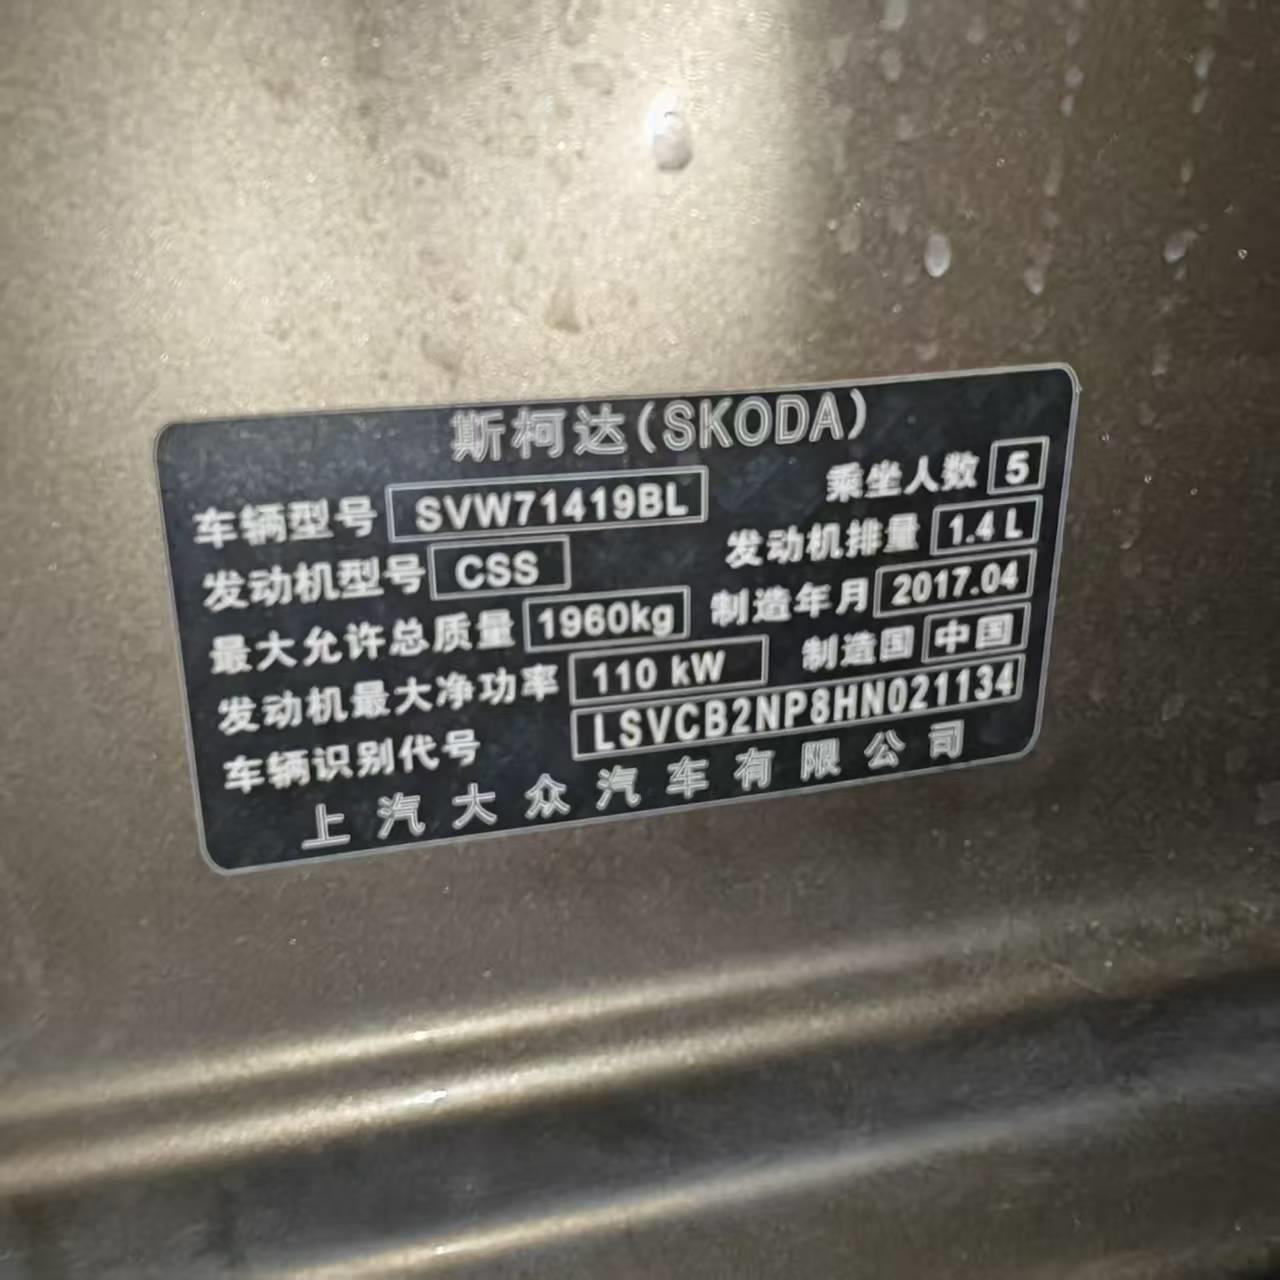 斯柯达(SKODA)
车辆型号 SVW71419BL 乘坐人数 5
发动机型号 CSS 发动机排量 1.4 L
最大允许总质量 1960kg 制造年月 2017.04
发动机最大净功率 110 kW 制造国 中国
车辆识别代号 LSVCB2NP8HN021134
上汽大众汽车有限公司